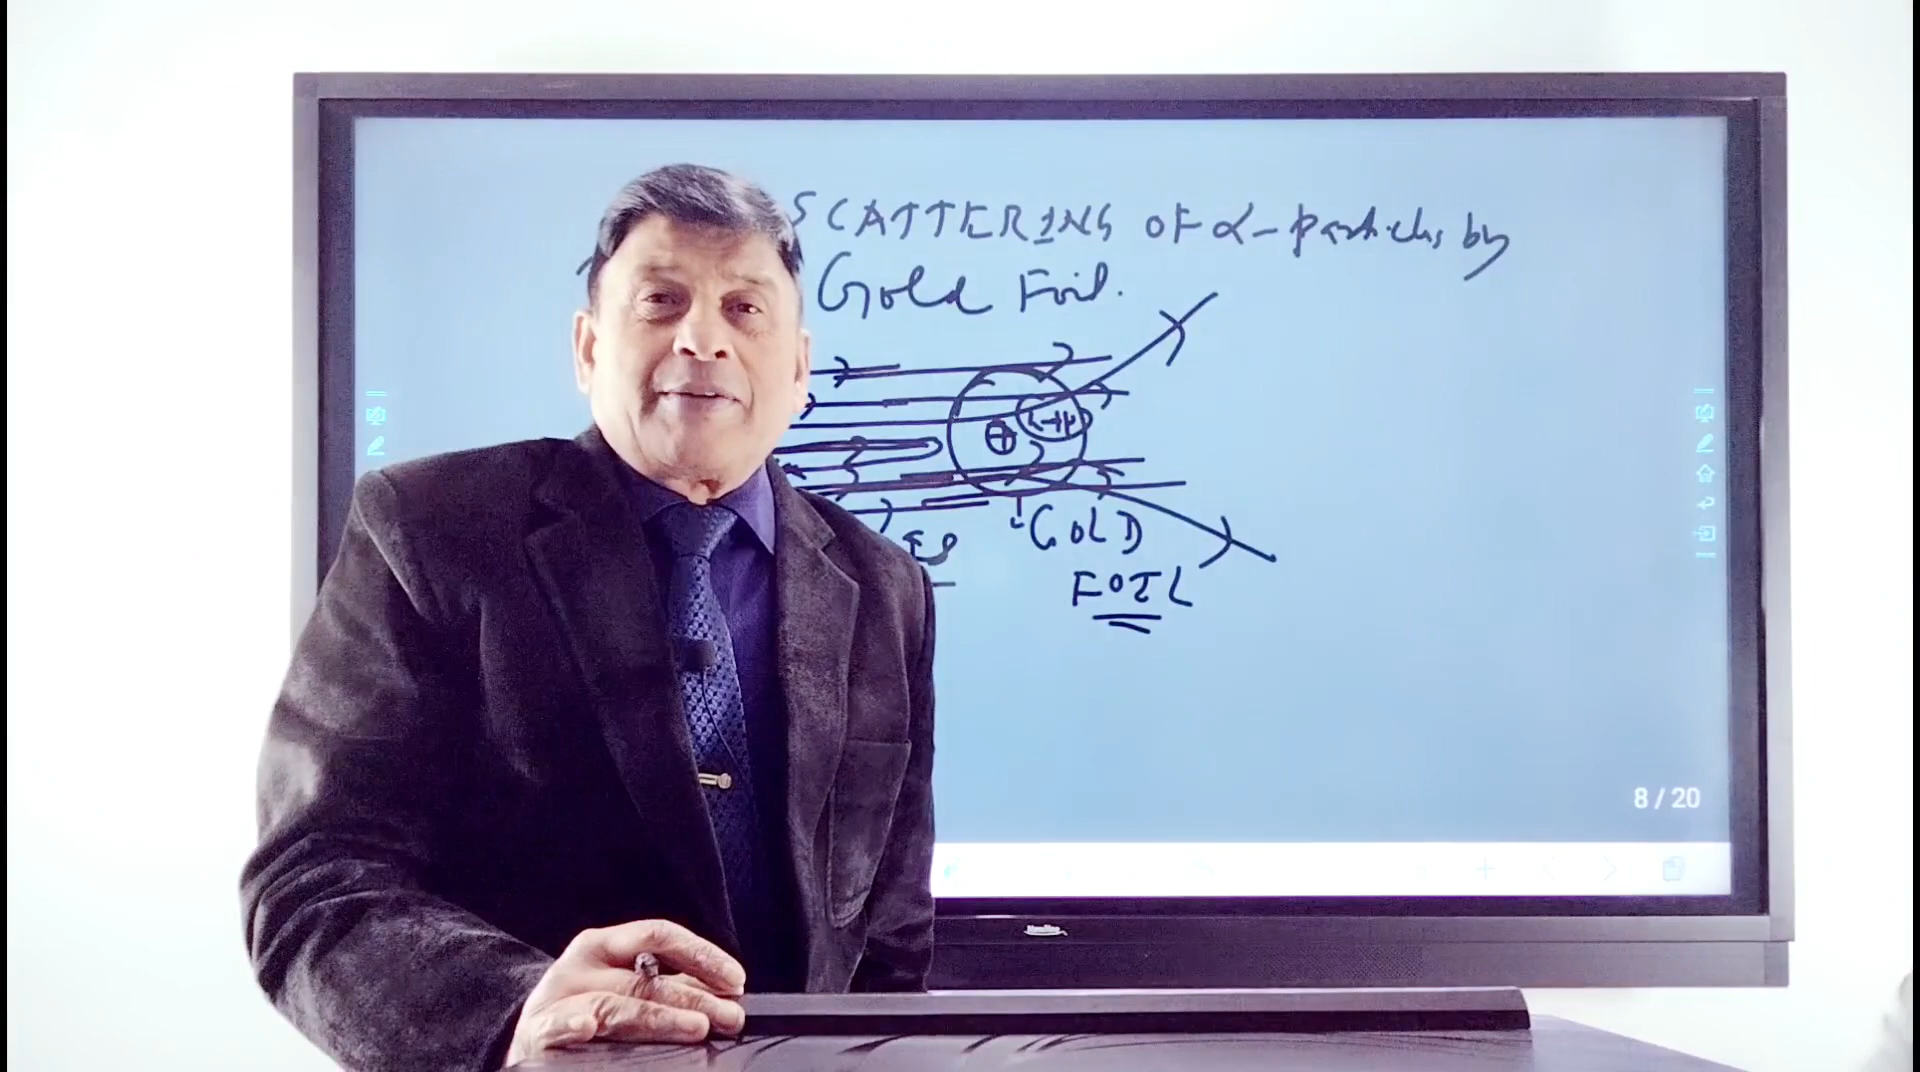 SCATTERING OF α-particles by
Gold Foil.
+
GOLD
FOIL
8 / 20